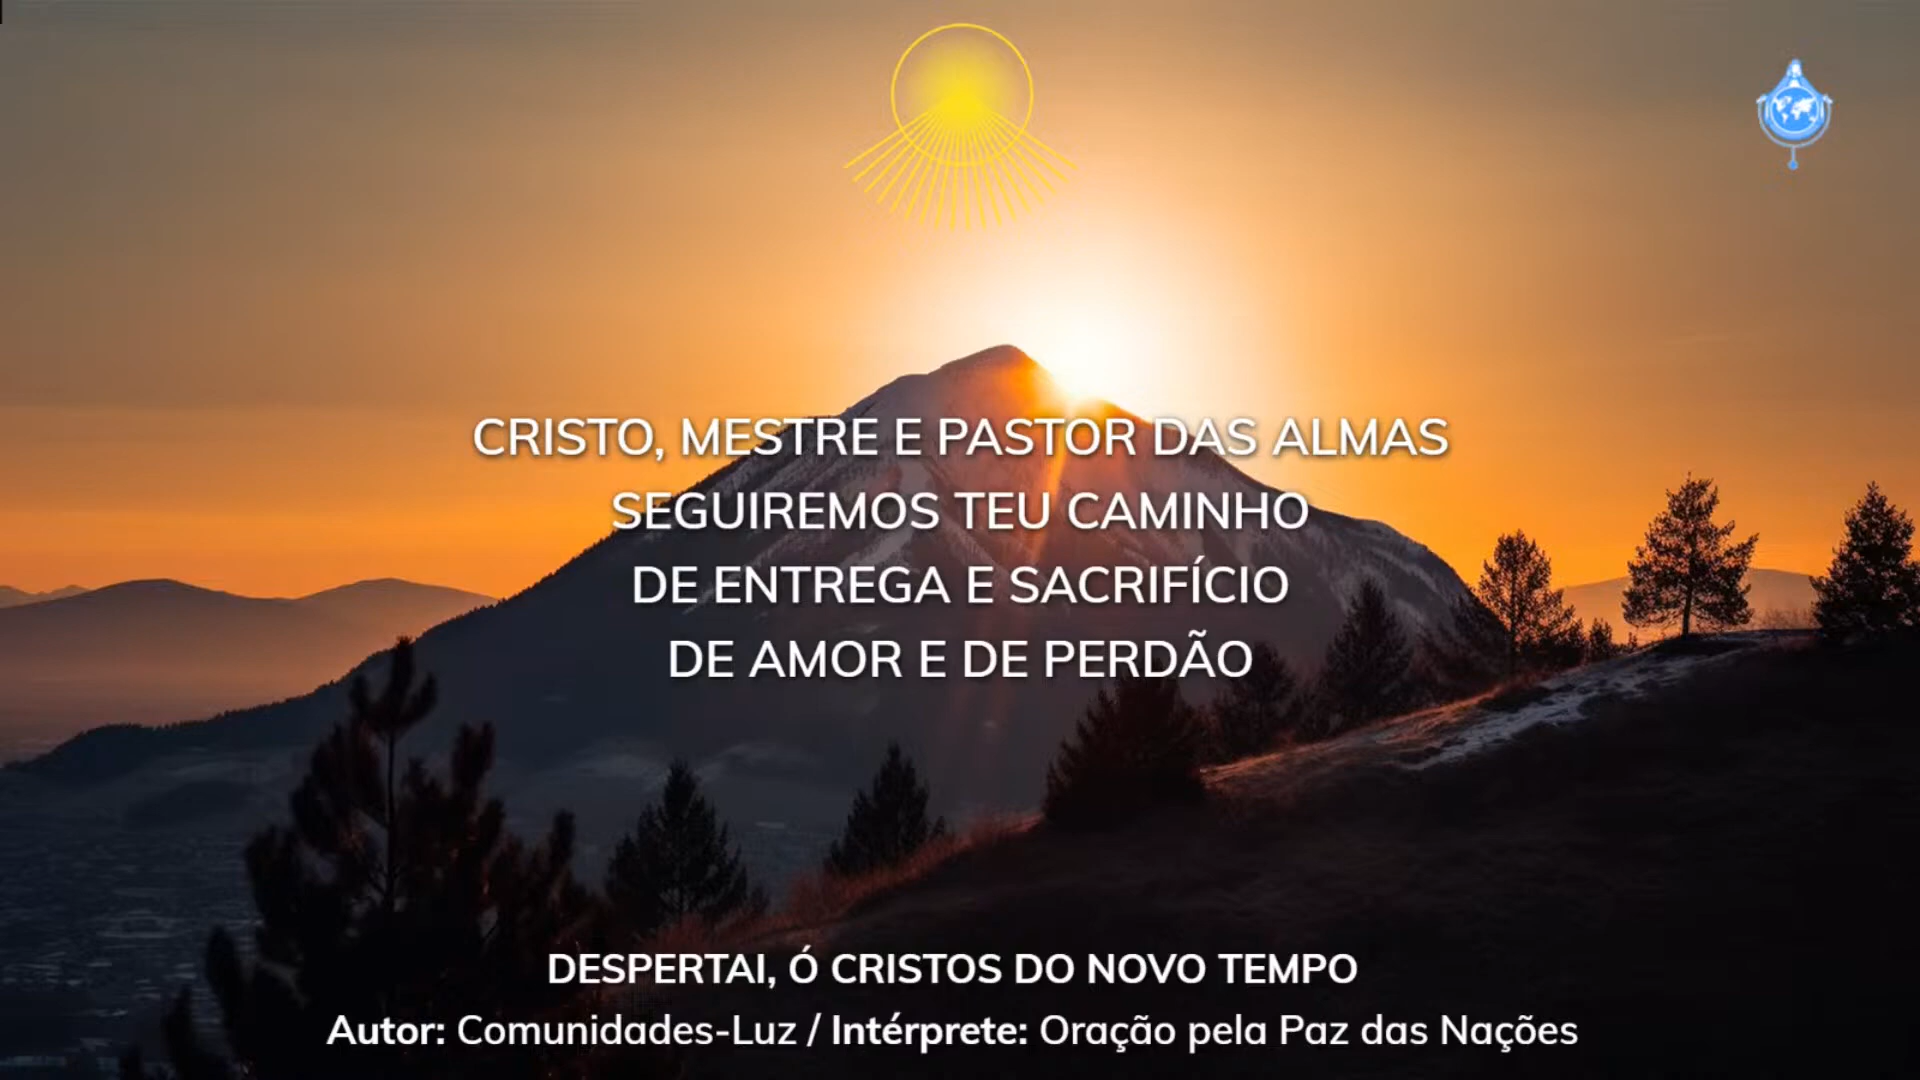 CRISTO, MESTRE E PASTOR DAS ALMAS
SEGUIREMOS TEU CAMINHO
DE ENTREGA E SACRIFÍCIO
DE AMOR E DE PERDÃO
DESPERTAI, Ó CRISTOS DO NOVO TEMPO
Autor: Comunidades-Luz / Intérprete: Oração pela Paz das Nações